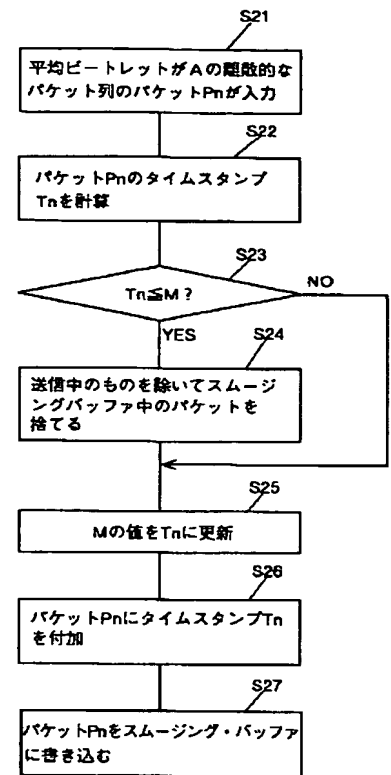 S21
平均ビートレットがAの離散的な
パケット列のパケットPnが入力
S22
パケットPnのタイムスタンプ
Tnを計算
S23
Tn≦M?
NO
YES
S24
送信中のものを除いてスムージ
ングバッファ中のパケットを
捨てる
S25
Mの値をTnに更新
S26
パケットPnにタイムスタンプTn
を付加
S27
パケットPnをスムージング・バッファ
に書き込む